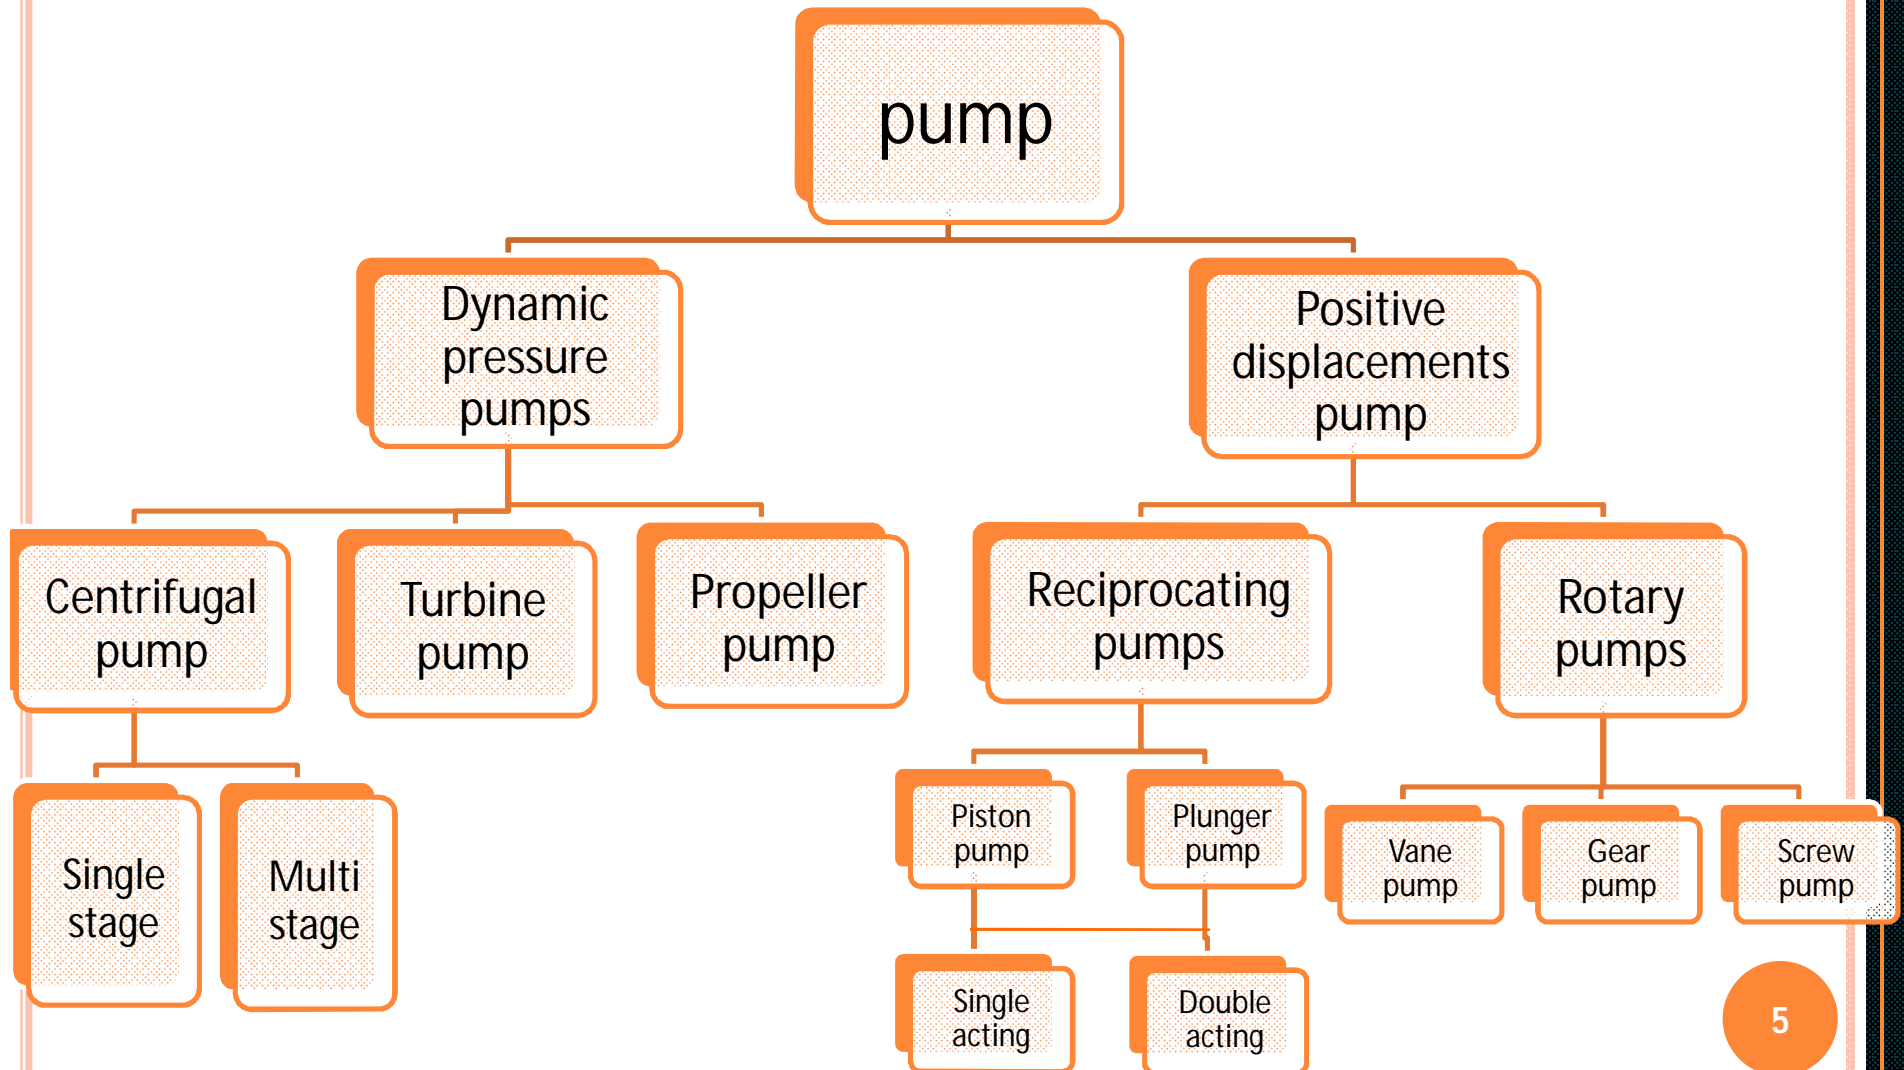 pump
Dynamic
pressure
pumps
Positive
displacements
pump
Centrifugal
pump
Turbine
pump
Propeller
pump
Reciprocating
pumps
Rotary
pumps
Single
stage
Multi
stage
Piston
pump
Plunger
pump
Vane
pump
Gear
pump
Screw
pump
Single
acting
Double
acting
5